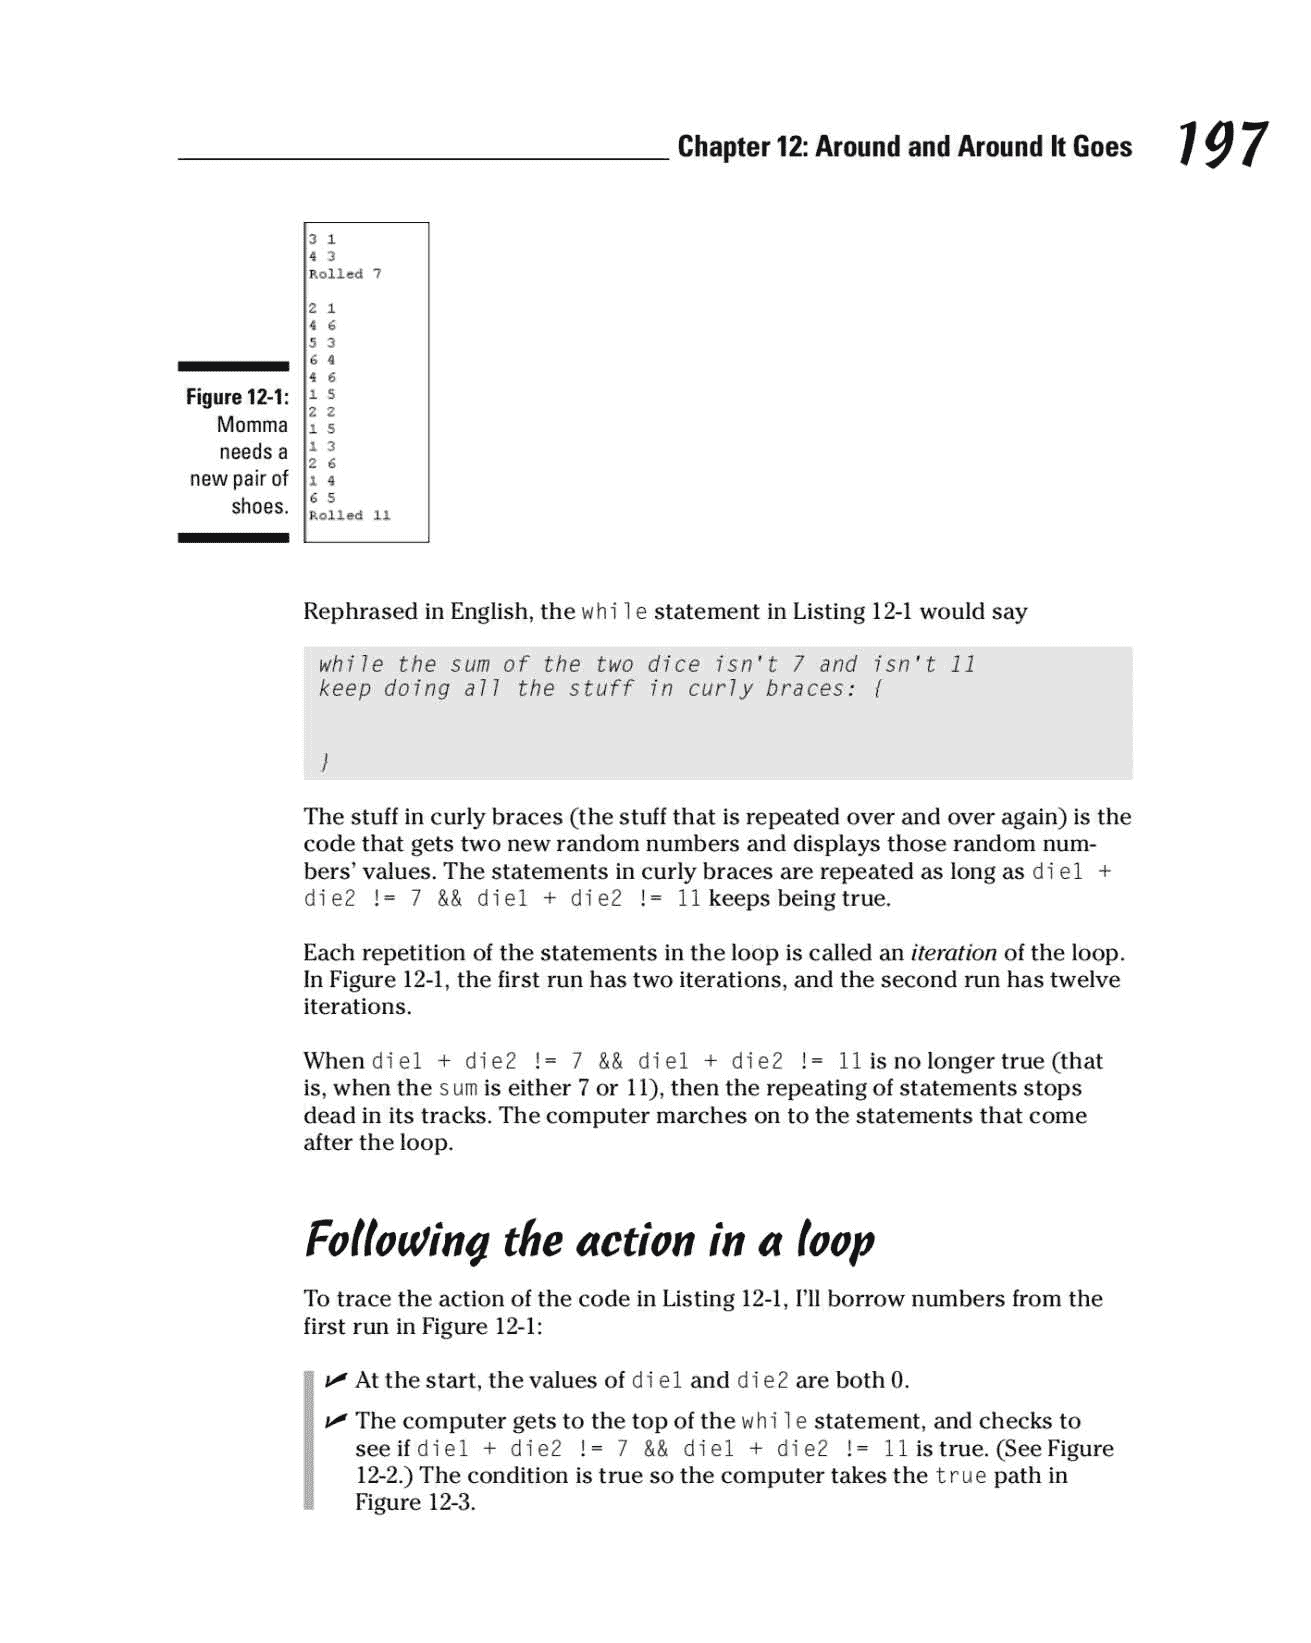 Chapter 12: Around and Around It Goes 197
3 1
4 3
Rolled 7
2 1
4 6
5 3
6 4
4 6
1 5
2 2
1 5
1 3
2 6
1 4
6 5
Rolled 11
Figure 12-1:
Momma
needs a
new pair of
shoes.
Rephrased in English, the while statement in Listing 12-1 would say
while the sum of the two dice isn't 7 and isn't 11
keep doing all the stuff in curly braces: {
}
The stuff in curly braces (the stuff that is repeated over and over again) is the
code that gets two new random numbers and displays those random num-
bers' values. The statements in curly braces are repeated as long as die1 +
die2 != 7 && die1 + die2 != 11 keeps being true.
Each repetition of the statements in the loop is called an iteration of the loop.
In Figure 12-1, the first run has two iterations, and the second run has twelve
iterations.
When die1 + die2 != 7 && die1 + die2 != 11 is no longer true (that
is, when the sum is either 7 or 11), then the repeating of statements stops
dead in its tracks. The computer marches on to the statements that come
after the loop.
Following the action in a loop
To trace the action of the code in Listing 12-1, I'll borrow numbers from the
first run in Figure 12-1:
✓ At the start, the values of die1 and die2 are both 0.
✓ The computer gets to the top of the while statement, and checks to
see if die1 + die2 != 7 && die1 + die2 != 11 is true. (See Figure
12-2.) The condition is true so the computer takes the true path in
Figure 12-3.